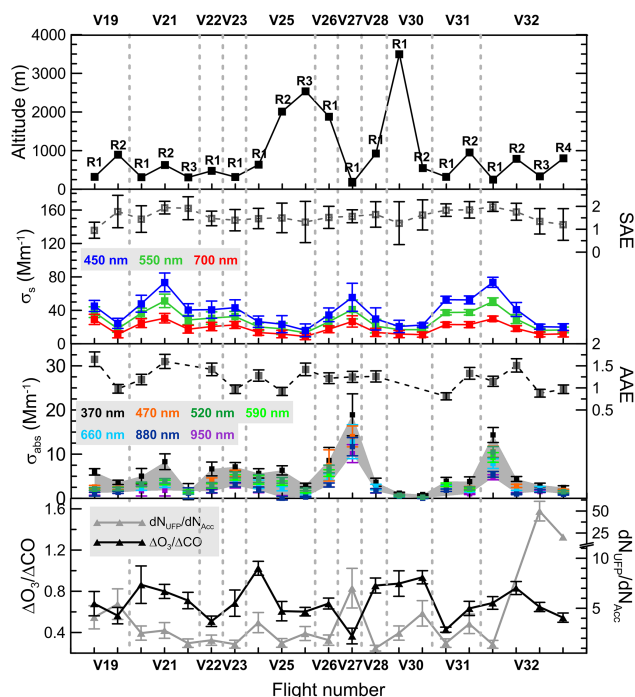 V19 V21 V22 V23 V25 V26 V27 V28 V30 V31 V32
Altitude (m)
4000
3000
2000
1000
0
R1 R2 R1 R2 R3 R1 R1 R1 R2 R3 R1 R1 R1 R1 R2 R1 R2 R1 R2 R3 R4
σs (Mm-1)
160
120
80
40
0
SAE
2
1
0
450 nm 550 nm 700 nm
σabs (Mm-1)
30
20
10
0
AAE
2
1.5
1.0
0.5
370 nm 470 nm 520 nm 590 nm
660 nm 880 nm 950 nm
ΔO3/ΔCO
1.6
1.2
0.8
0.4
dNUFP/dNAcc
50
25
10
5
dNUFP/dNAcc
ΔO3/ΔCO
V19 V21 V22 V23 V25 V26 V27 V28 V30 V31 V32
Flight number